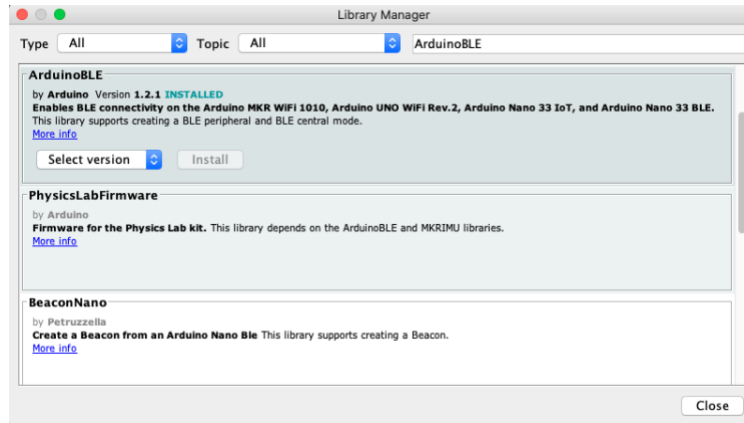 Library Manager
Type All Topic All ArduinoBLE
ArduinoBLE
by Arduino Version 1.2.1 INSTALLED
Enables BLE connectivity on the Arduino MKR WiFi 1010, Arduino UNO WiFi Rev.2, Arduino Nano 33 IoT, and Arduino Nano 33 BLE.
This library supports creating a BLE peripheral and BLE central mode.
More info
Select version Install
PhysicsLabFirmware
by Arduino
Firmware for the Physics Lab kit. This library depends on the ArduinoBLE and MKRIMU libraries.
More info
BeaconNano
by Petruzzella
Create a Beacon from an Arduino Nano Ble This library supports creating a Beacon.
More info
Close